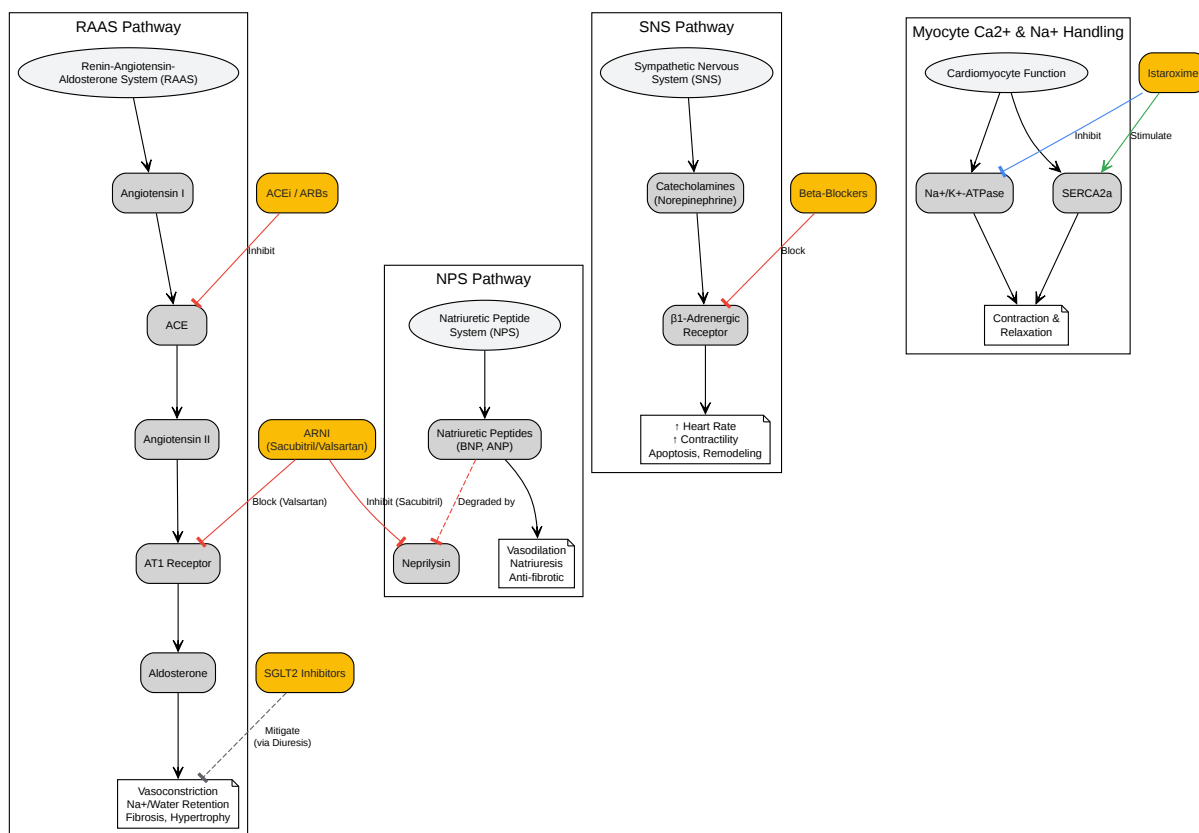 RAAS Pathway
Renin-Angiotensin-
Aldosterone System (RAAS)
Angiotensin I
ACEi / ARBs
Inhibit
ACE
Angiotensin II
ARNI
(Sacubitril/Valsartan)
Block (Valsartan)
Inhibit (Sacubitril)
AT1 Receptor
Aldosterone
SGLT2 Inhibitors
Mitigate
(via Diuresis)
Vasoconstriction
Na+/Water Retention
Fibrosis, Hypertrophy
NPS Pathway
Natriuretic Peptide
System (NPS)
Natriuretic Peptides
(BNP, ANP)
Degraded by
Neprilysin
Vasodilation
Natriuresis
Anti-fibrotic
SNS Pathway
Sympathetic Nervous
System (SNS)
Catecholamines
(Norepinephrine)
Beta-Blockers
Block
β1-Adrenergic
Receptor
↑ Heart Rate
↑ Contractility
Apoptosis, Remodeling
Myocyte Ca2+ & Na+ Handling
Cardiomyocyte Function
Istaroxime
Inhibit
Stimulate
Na+/K+-ATPase
SERCA2a
Contraction &
Relaxation